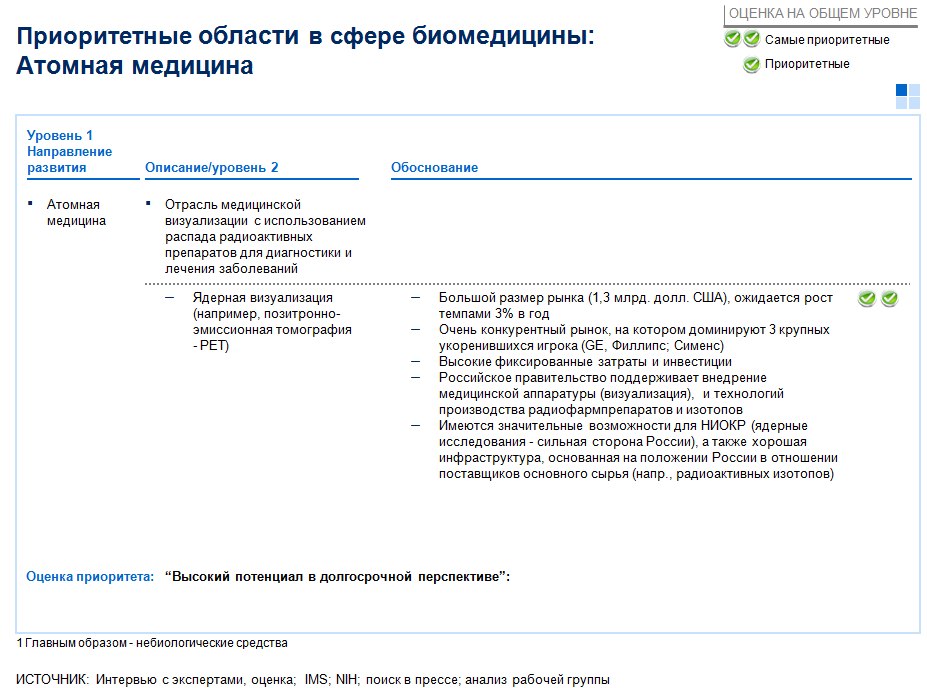 Приоритетные области в сфере биомедицины:
Атомная медицина
ОЦЕНКА НА ОБЩЕМ УРОВНЕ
Самые приоритетные
Приоритетные
Уровень 1
Направление
развития
Описание/уровень 2
Обоснование
▪ Атомная
медицина
▪ Отрасль медицинской
визуализации с использованием
распада радиоактивных
препаратов для диагностики и
лечения заболеваний
– Ядерная визуализация
(например, позитронно-
эмиссионная томография
- PET)
– Большой размер рынка (1,3 млрд. долл. США), ожидается рост
темпами 3% в год
– Очень конкурентный рынок, на котором доминируют 3 крупных
укоренившихся игрока (GE, Филлипс; Сименс)
– Высокие фиксированные затраты и инвестиции
– Российское правительство поддерживает внедрение
медицинской аппаратуры (визуализация), и технологий
производства радиофармпрепаратов и изотопов
– Имеются значительные возможности для НИОКР (ядерные
исследования - сильная сторона России), а также хорошая
инфраструктура, основанная на положении России в отношении
поставщиков основного сырья (напр., радиоактивных изотопов)
Оценка приоритета: “Высокий потенциал в долгосрочной перспективе”:
1 Главным образом - небиологические средства
ИСТОЧНИК: Интервью с экспертами, оценка; IMS; NIH; поиск в прессе; анализ рабочей группы